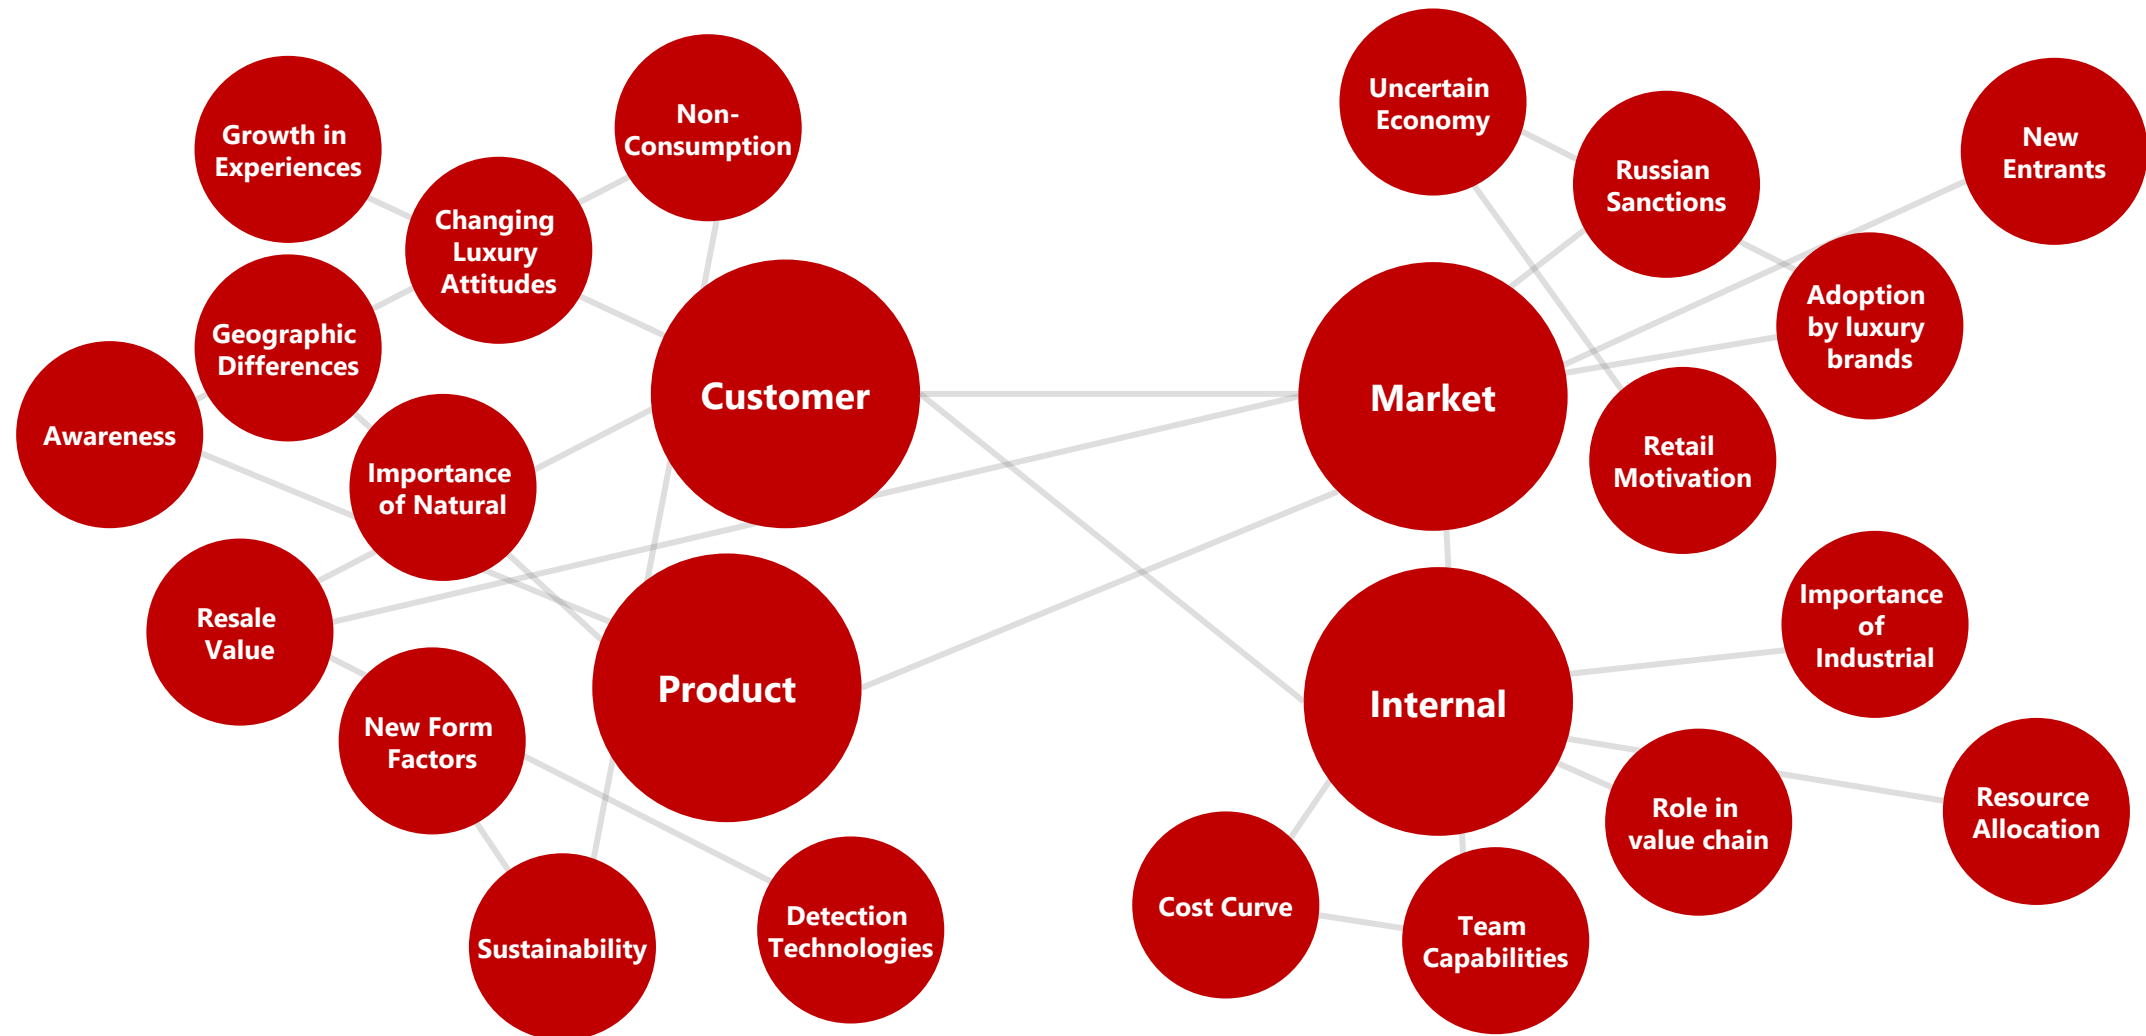 Growth in
Experiences
Non-
Consumption
Changing
Luxury
Attitudes
Geographic
Differences
Awareness
Importance
of Natural
Customer
Resale
Value
New Form
Factors
Product
Sustainability
Detection
Technologies
Uncertain
Economy
Russian
Sanctions
New
Entrants
Adoption
by luxury
brands
Market
Retail
Motivation
Importance
of
Industrial
Internal
Role in
value chain
Resource
Allocation
Cost Curve
Team
Capabilities